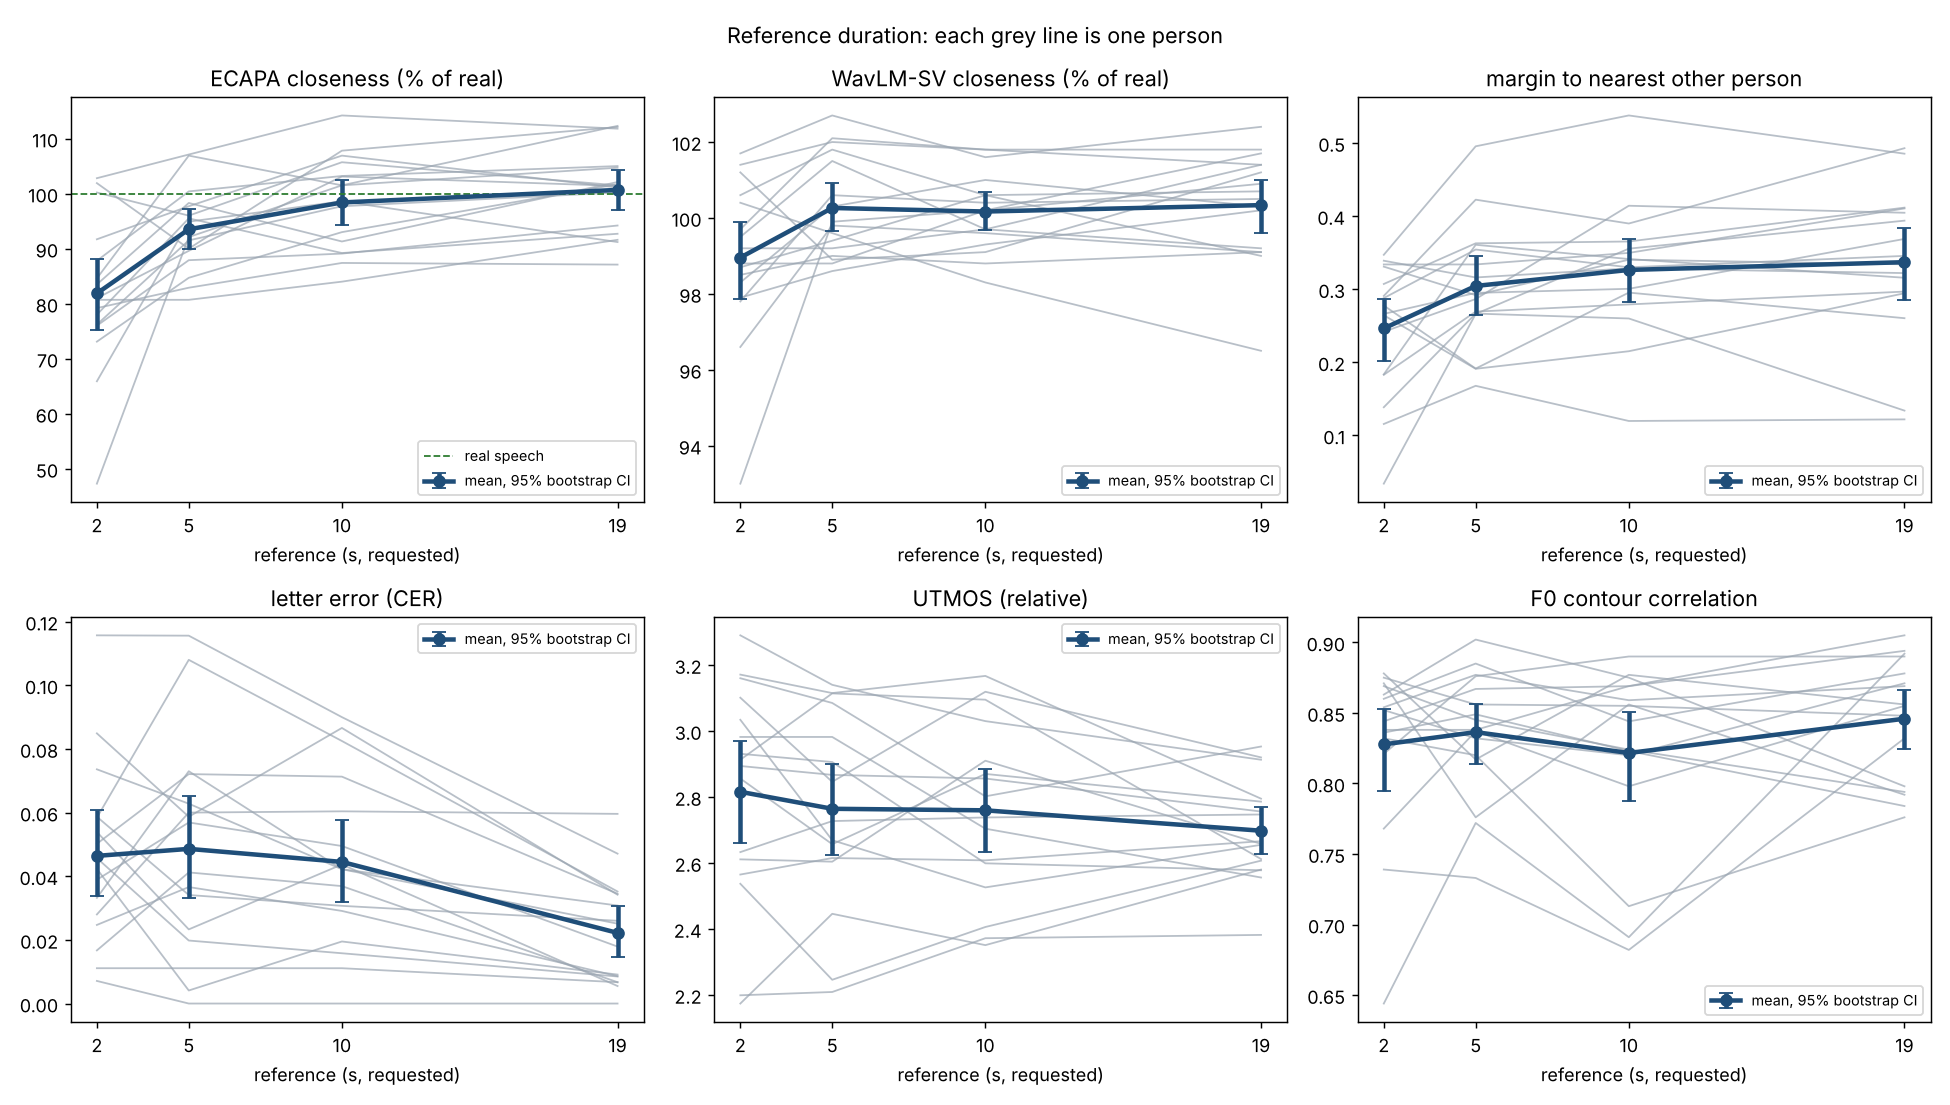 Reference duration: each grey line is one person
ECAPA closeness (% of real)
110
100
90
80
70
60
50
real speech
mean, 95% bootstrap CI
2 5 10 19
reference (s, requested)
WavLM-SV closeness (% of real)
102
100
98
96
94
mean, 95% bootstrap CI
2 5 10 19
reference (s, requested)
margin to nearest other person
0.5
0.4
0.3
0.2
0.1
mean, 95% bootstrap CI
2 5 10 19
reference (s, requested)
letter error (CER)
0.12
0.10
0.08
0.06
0.04
0.02
0.00
mean, 95% bootstrap CI
2 5 10 19
reference (s, requested)
UTMOS (relative)
3.2
3.0
2.8
2.6
2.4
2.2
mean, 95% bootstrap CI
2 5 10 19
reference (s, requested)
F0 contour correlation
0.90
0.85
0.80
0.75
0.70
0.65
mean, 95% bootstrap CI
2 5 10 19
reference (s, requested)